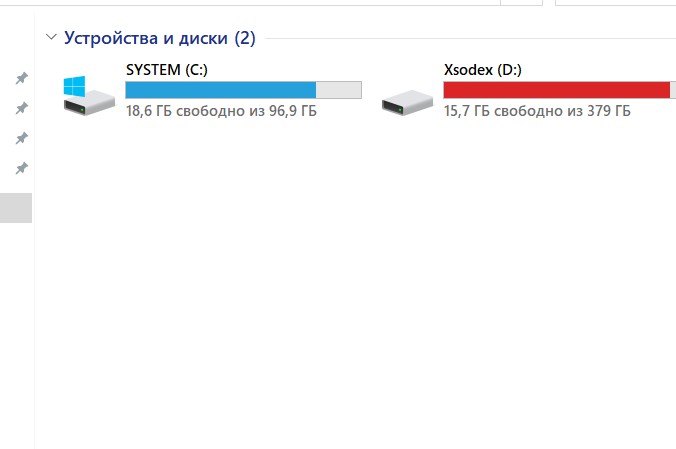 Устройства и диски (2)
SYSTEM (C:)
18,6 ГБ свободно из 96,9 ГБ
Xsodex (D:)
15,7 ГБ свободно из 379 ГБ